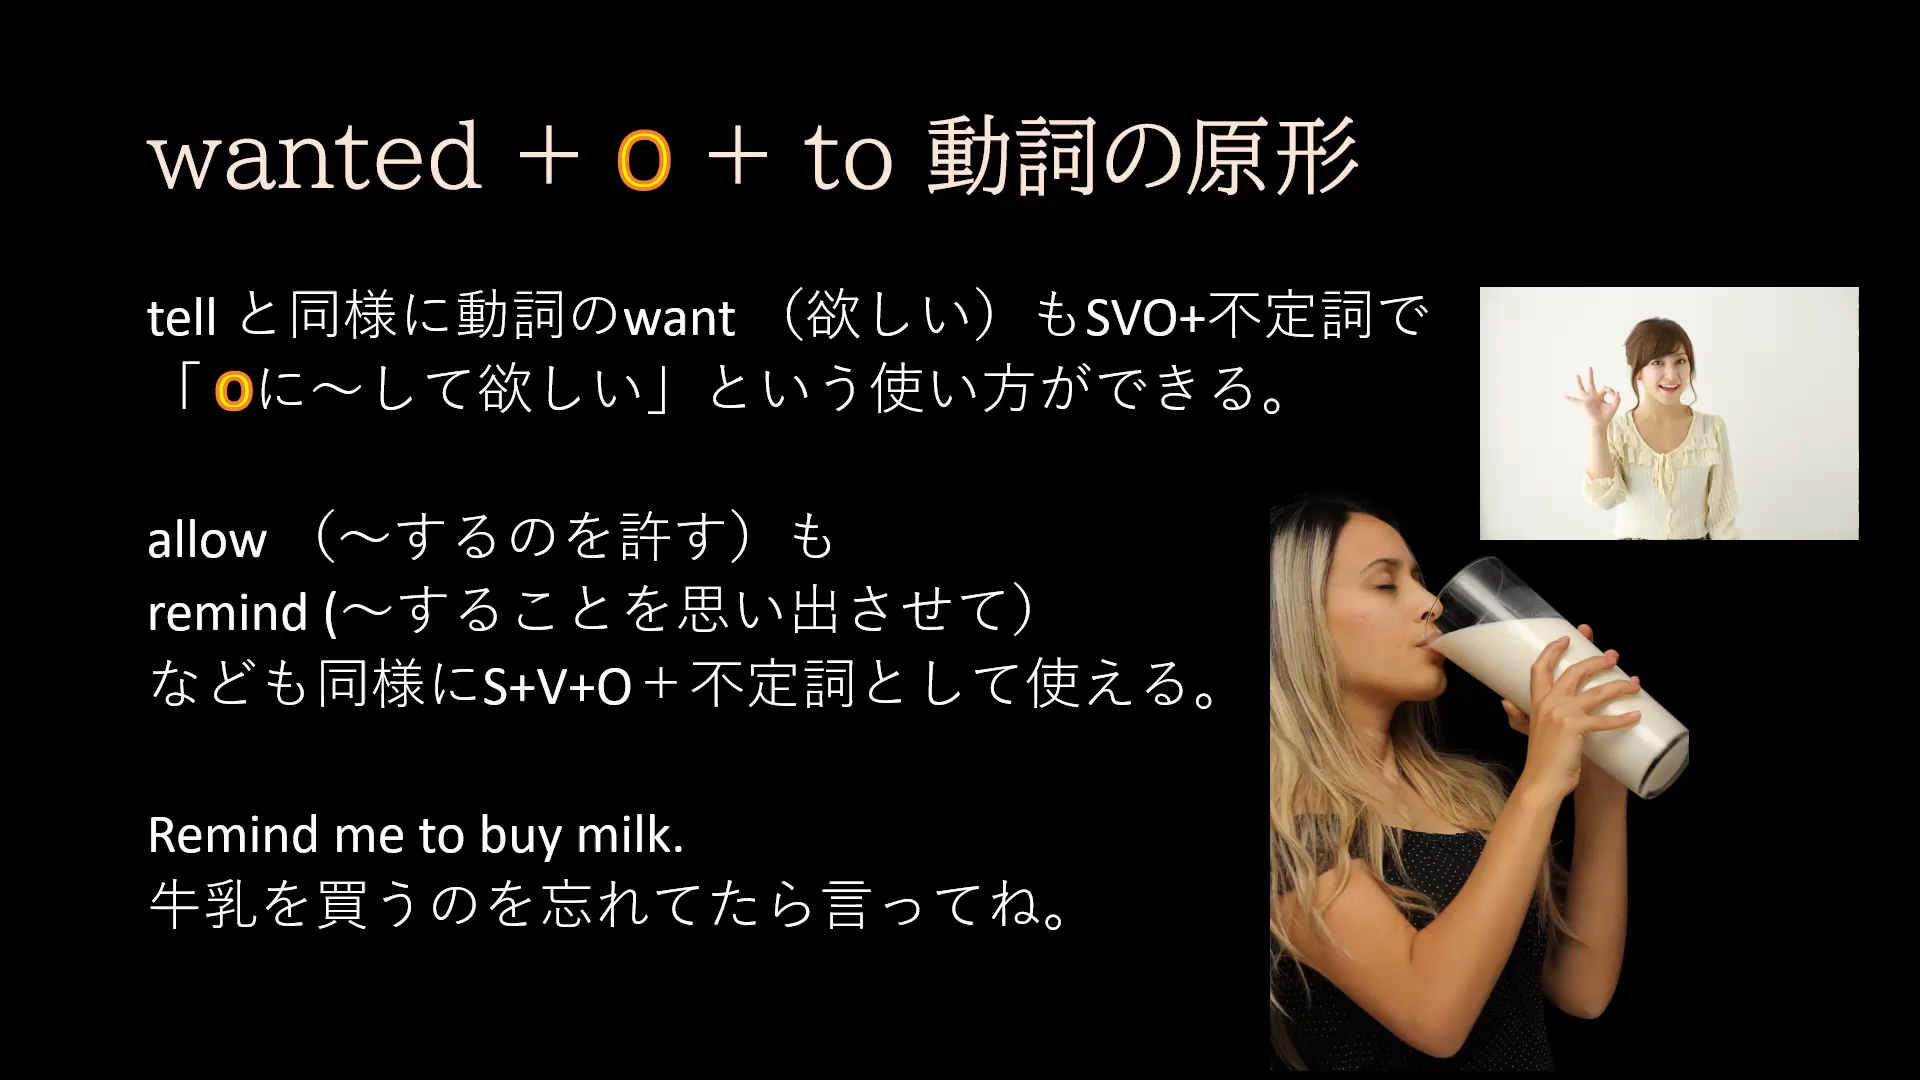 wanted ＋ O ＋ to 動詞の原形
tell と同様に動詞のwant （欲しい）もSVO+不定詞で
「 Oに～して欲しい」という使い方ができる。
allow （～するのを許す）も
remind (～することを思い出させて）
なども同様にS+V+O＋不定詞として使える。
Remind me to buy milk.
牛乳を買うのを忘れてたら言ってね。